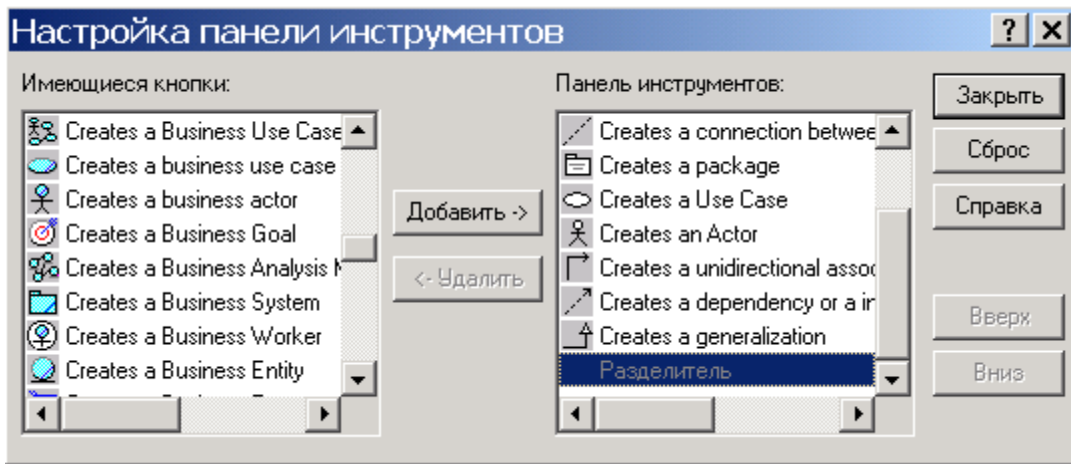 Настройка панели инструментов
Имеющиеся кнопки:
Creates a Business Use Case
Creates a business use case
Creates a business actor
Creates a Business Goal
Creates a Business Analysis
Creates a Business System
Creates a Business Worker
Creates a Business Entity
Добавить ->
<- Удалить
Панель инструментов:
Creates a connection betwee
Creates a package
Creates a Use Case
Creates an Actor
Creates a unidirectional assoc
Creates a dependency or a in
Creates a generalization
Разделитель
Закрыть
Сброс
Справка
Вверх
Вниз